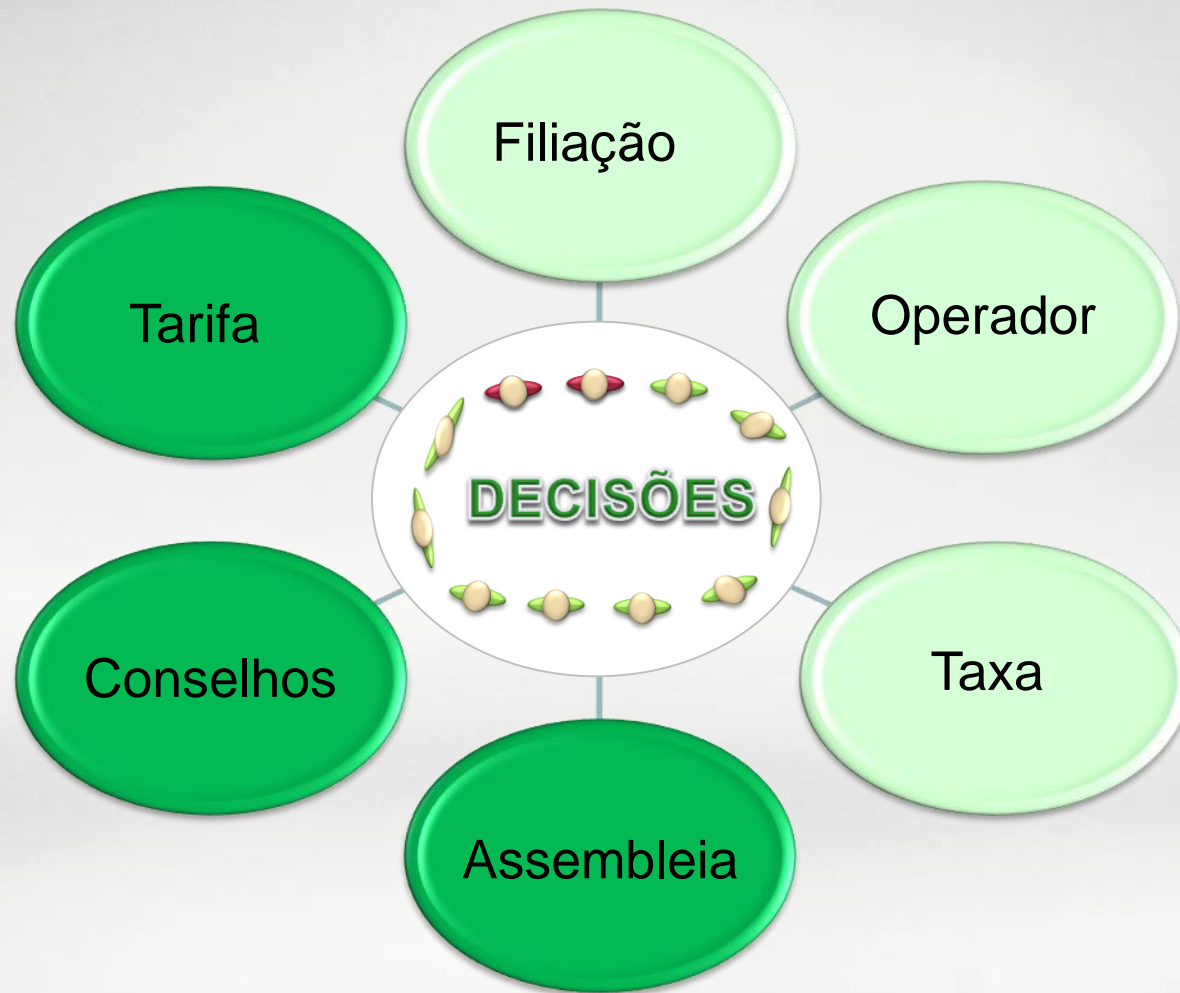 Filiação
Tarifa
Operador
DECISÕES
Conselhos
Taxa
Assembleia